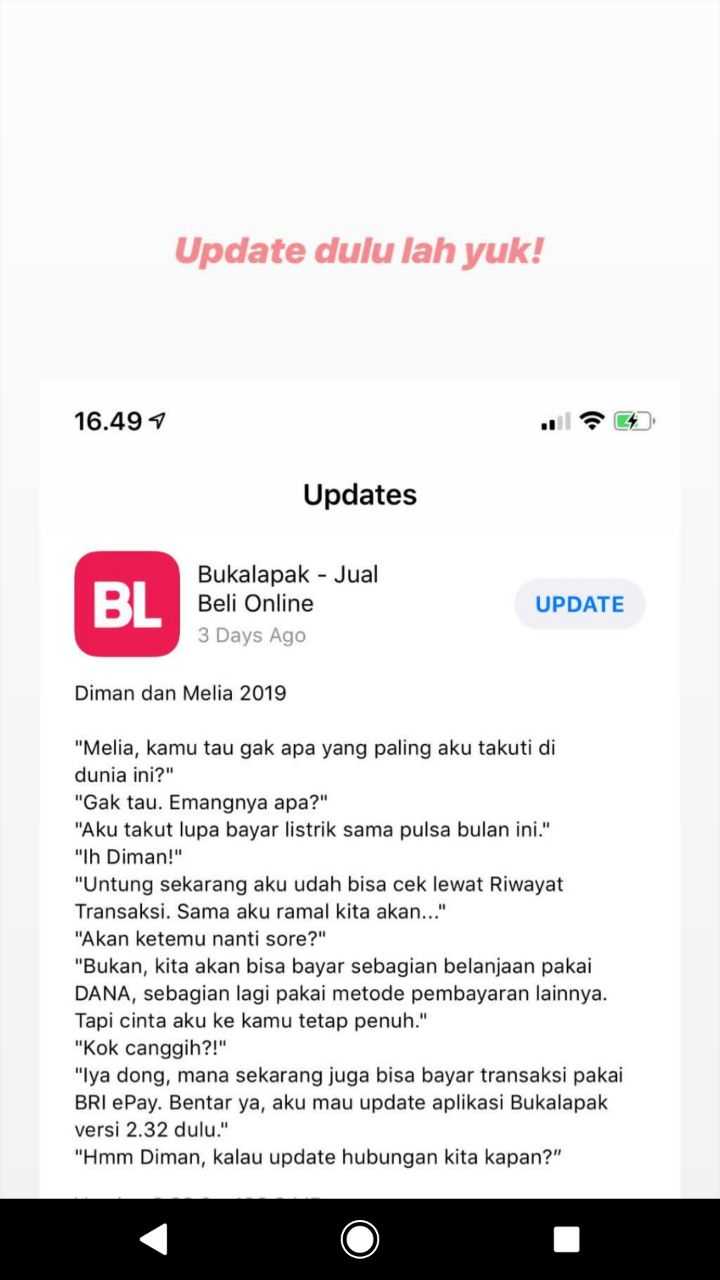 Update dulu lah yuk!
16.49
Updates
BL
Bukalapak - Jual
Beli Online
3 Days Ago
UPDATE
Diman dan Melia 2019
"Melia, kamu tau gak apa yang paling aku takuti di
dunia ini?"
"Gak tau. Emangnya apa?"
"Aku takut lupa bayar listrik sama pulsa bulan ini."
"Ih Diman!"
"Untung sekarang aku udah bisa cek lewat Riwayat
Transaksi. Sama aku ramal kita akan..."
"Akan ketemu nanti sore?"
"Bukan, kita akan bisa bayar sebagian belanjaan pakai
DANA, sebagian lagi pakai metode pembayaran lainnya.
Tapi cinta aku ke kamu tetap penuh."
"Kok canggih?!"
"Iya dong, mana sekarang juga bisa bayar transaksi pakai
BRI ePay. Bentar ya, aku mau update aplikasi Bukalapak
versi 2.32 dulu."
"Hmm Diman, kalau update hubungan kita kapan?”